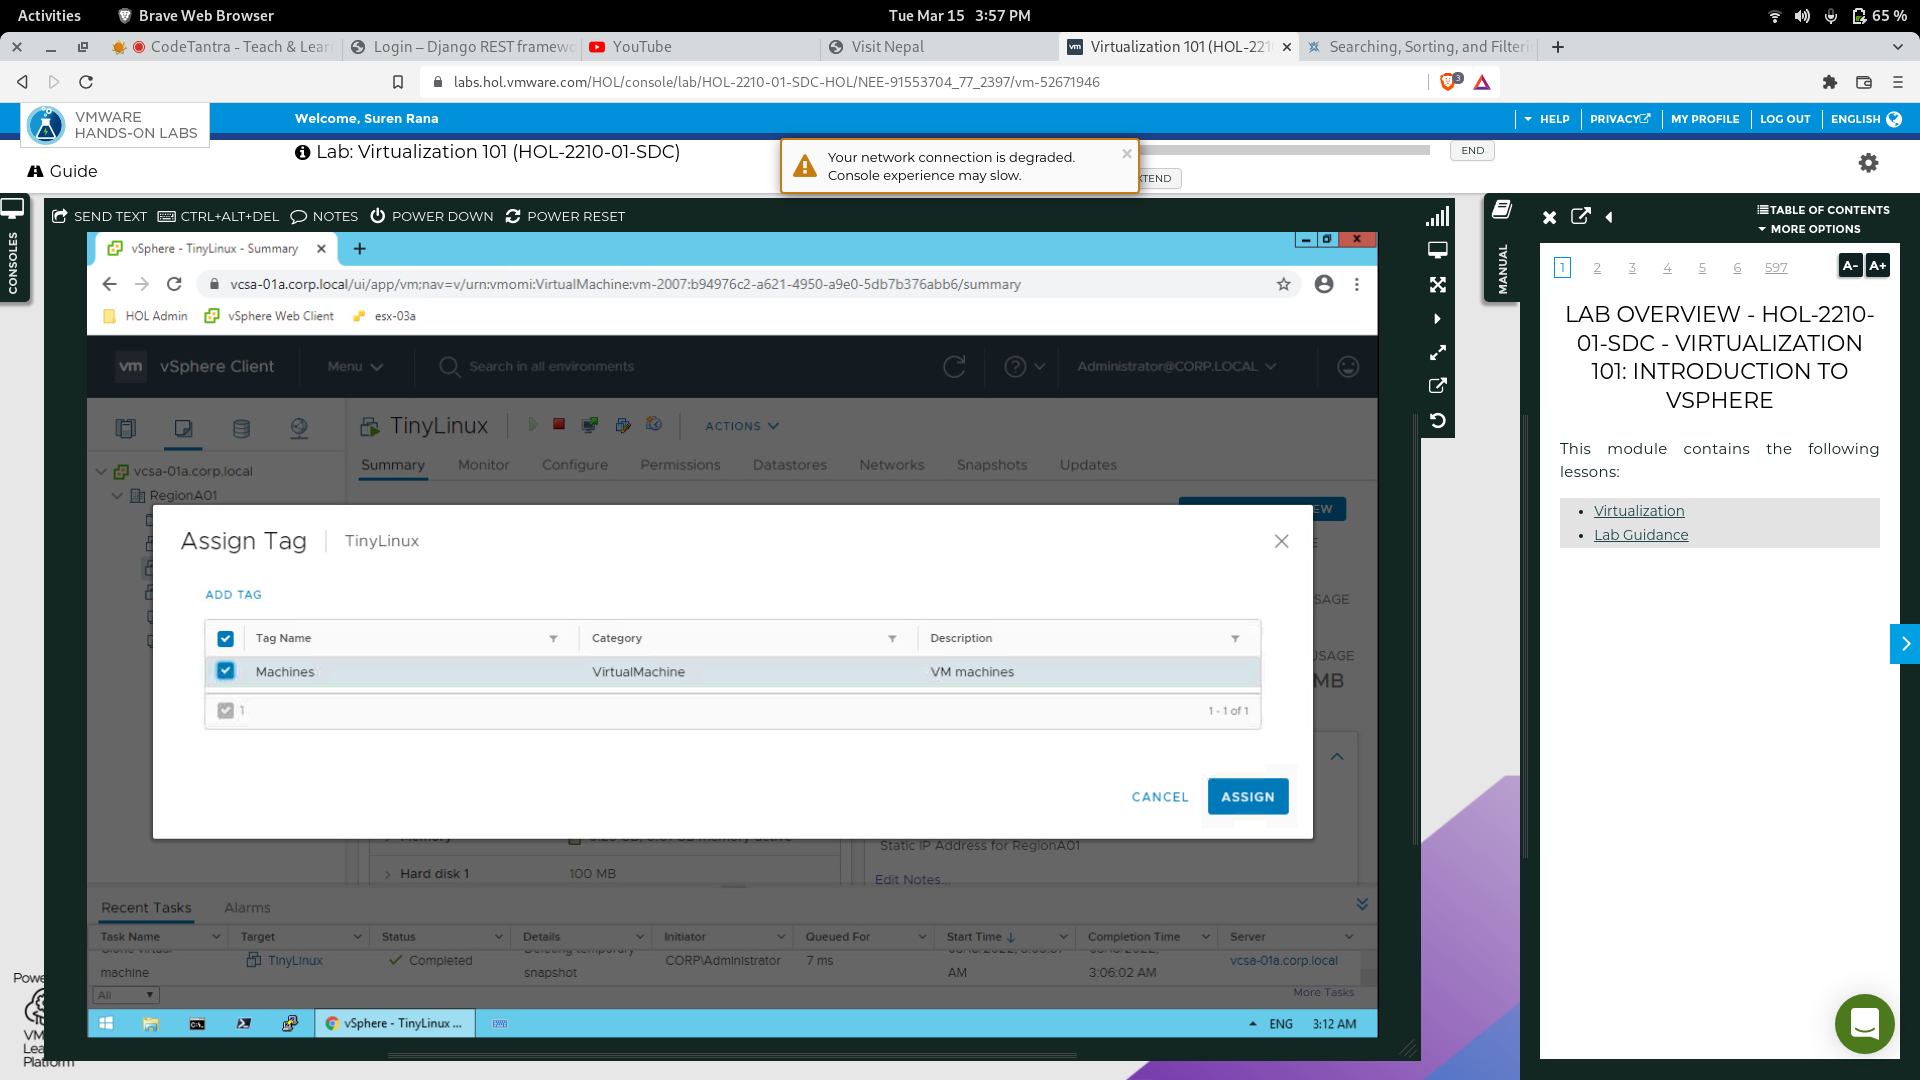 Activities
Brave Web Browser
Tue Mar 15 3:57 PM
65 %
CodeTantra - Teach & Lear
Login – Django REST framewo
YouTube
Visit Nepal
Virtualization 101 (HOL-221
Searching, Sorting, and Filteri
labs.hol.vmware.com/HOL/console/lab/HOL-2210-01-SDC-HOL/NEE-91553704_77_2397/vm-52671946
3
VMWARE
HANDS-ON LABS
Welcome, Suren Rana
HELP
PRIVACY
MY PROFILE
LOG OUT
ENGLISH
Guide
Lab: Virtualization 101 (HOL-2210-01-SDC)
Your network connection is degraded.
Console experience may slow.
END
TEND
CONSOLES
SEND TEXT
CTRL+ALT+DEL
NOTES
POWER DOWN
POWER RESET
vSphere - TinyLinux - Summary
vcsa-01a.corp.local/ui/app/vm;nav=v/urn:vmomi:VirtualMachine:vm-2007:b94976c2-a621-4950-a9e0-5db7b376abb6/summary
HOL Admin
vSphere Web Client
esx-03a
vm
vSphere Client
Menu
Search in all environments
Administrator@CORP.LOCAL
TinyLinux
ACTIONS
Summary
Monitor
Configure
Permissions
Datastores
Networks
Snapshots
Updates
vcsa-01a.corp.local
RegionA01
EW
SAGE
USAGE
MB
Assign Tag
TinyLinux
ADD TAG
Tag Name
Category
Description
Machines
VirtualMachine
VM machines
1
1 - 1 of 1
CANCEL
ASSIGN
Static IP Address for RegionA01
Hard disk 1
100 MB
Edit Notes...
Recent Tasks
Alarms
Task Name
Target
Status
Details
Initiator
Queued For
Start Time
Completion Time
Server
machine
TinyLinux
Completed
snapshot
CORP\Administrator
7 ms
AM
3:06:02 AM
vcsa-01a.corp.local
All
More Tasks
vSphere - TinyLinux ...
ENG
3:12 AM
Powe
VM
Lea
Platform
MANUAL
TABLE OF CONTENTS
MORE OPTIONS
1
2
3
4
5
6
597
A-
A+
LAB OVERVIEW - HOL-2210-
01-SDC - VIRTUALIZATION
101: INTRODUCTION TO
VSPHERE
This module contains the following
lessons:
Virtualization
Lab Guidance